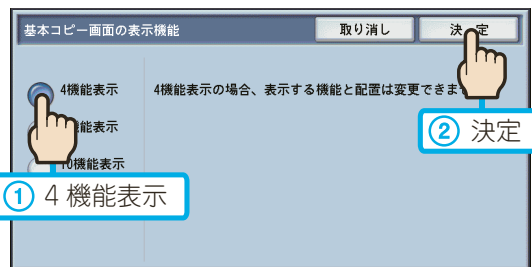 基本コピー画面の表示機能
取り消し
決定
4機能表示
4機能表示の場合、表示する機能と配置は変更できま
能表示
10機能表示
② 決定
① 4 機能表示